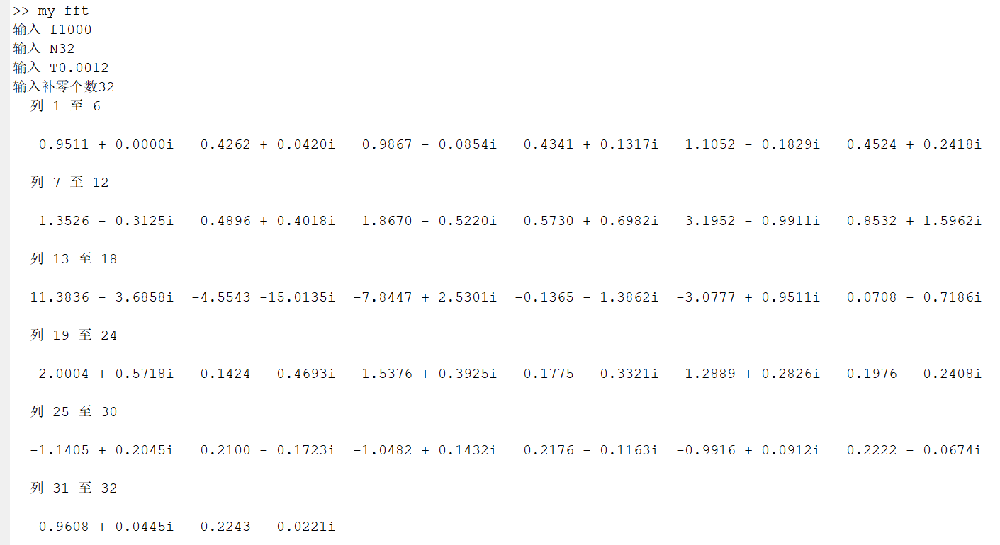 >> my_fft
输入 f1000
输入 N32
输入 T0.0012
输入补零个数32
列 1 至 6
0.9511 + 0.0000i 0.4262 + 0.0420i 0.9867 - 0.0854i 0.4341 + 0.1317i 1.1052 - 0.1829i 0.4524 + 0.2418i
列 7 至 12
1.3526 - 0.3125i 0.4896 + 0.4018i 1.8670 - 0.5220i 0.5730 + 0.6982i 3.1952 - 0.9911i 0.8532 + 1.5962i
列 13 至 18
11.3836 - 3.6858i -4.5543 -15.0135i -7.8447 + 2.5301i -0.1365 - 1.3862i -3.0777 + 0.9511i 0.0708 - 0.7186i
列 19 至 24
-2.0004 + 0.5718i 0.1424 - 0.4693i -1.5376 + 0.3925i 0.1775 - 0.3321i -1.2889 + 0.2826i 0.1976 - 0.2408i
列 25 至 30
-1.1405 + 0.2045i 0.2100 - 0.1723i -1.0482 + 0.1432i 0.2176 - 0.1163i -0.9916 + 0.0912i 0.2222 - 0.0674i
列 31 至 32
-0.9608 + 0.0445i 0.2243 - 0.0221i